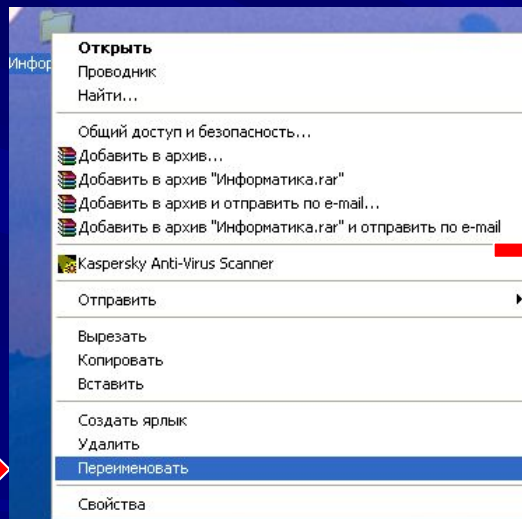 Инфор
Открыть
Проводник
Найти...
Общий доступ и безопасность...
Добавить в архив...
Добавить в архив "Информатика.rar"
Добавить в архив и отправить по e-mail...
Добавить в архив "Информатика.rar" и отправить по e-mail
Kaspersky Anti-Virus Scanner
Отправить
Вырезать
Копировать
Вставить
Создать ярлык
Удалить
Переименовать
Свойства